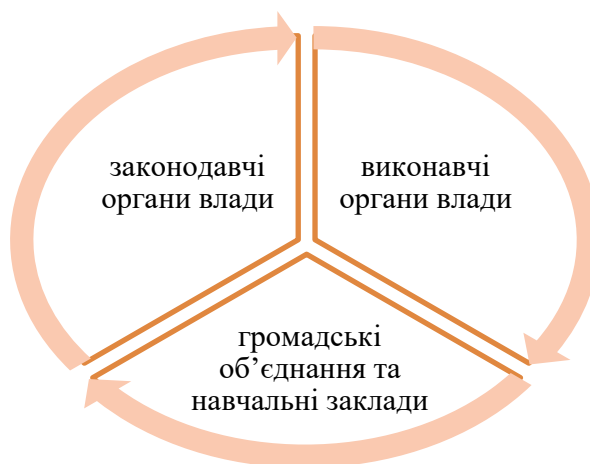 законодавчі
органи влади
виконавчі
органи влади
громадські
об’єднання та
навчальні заклади